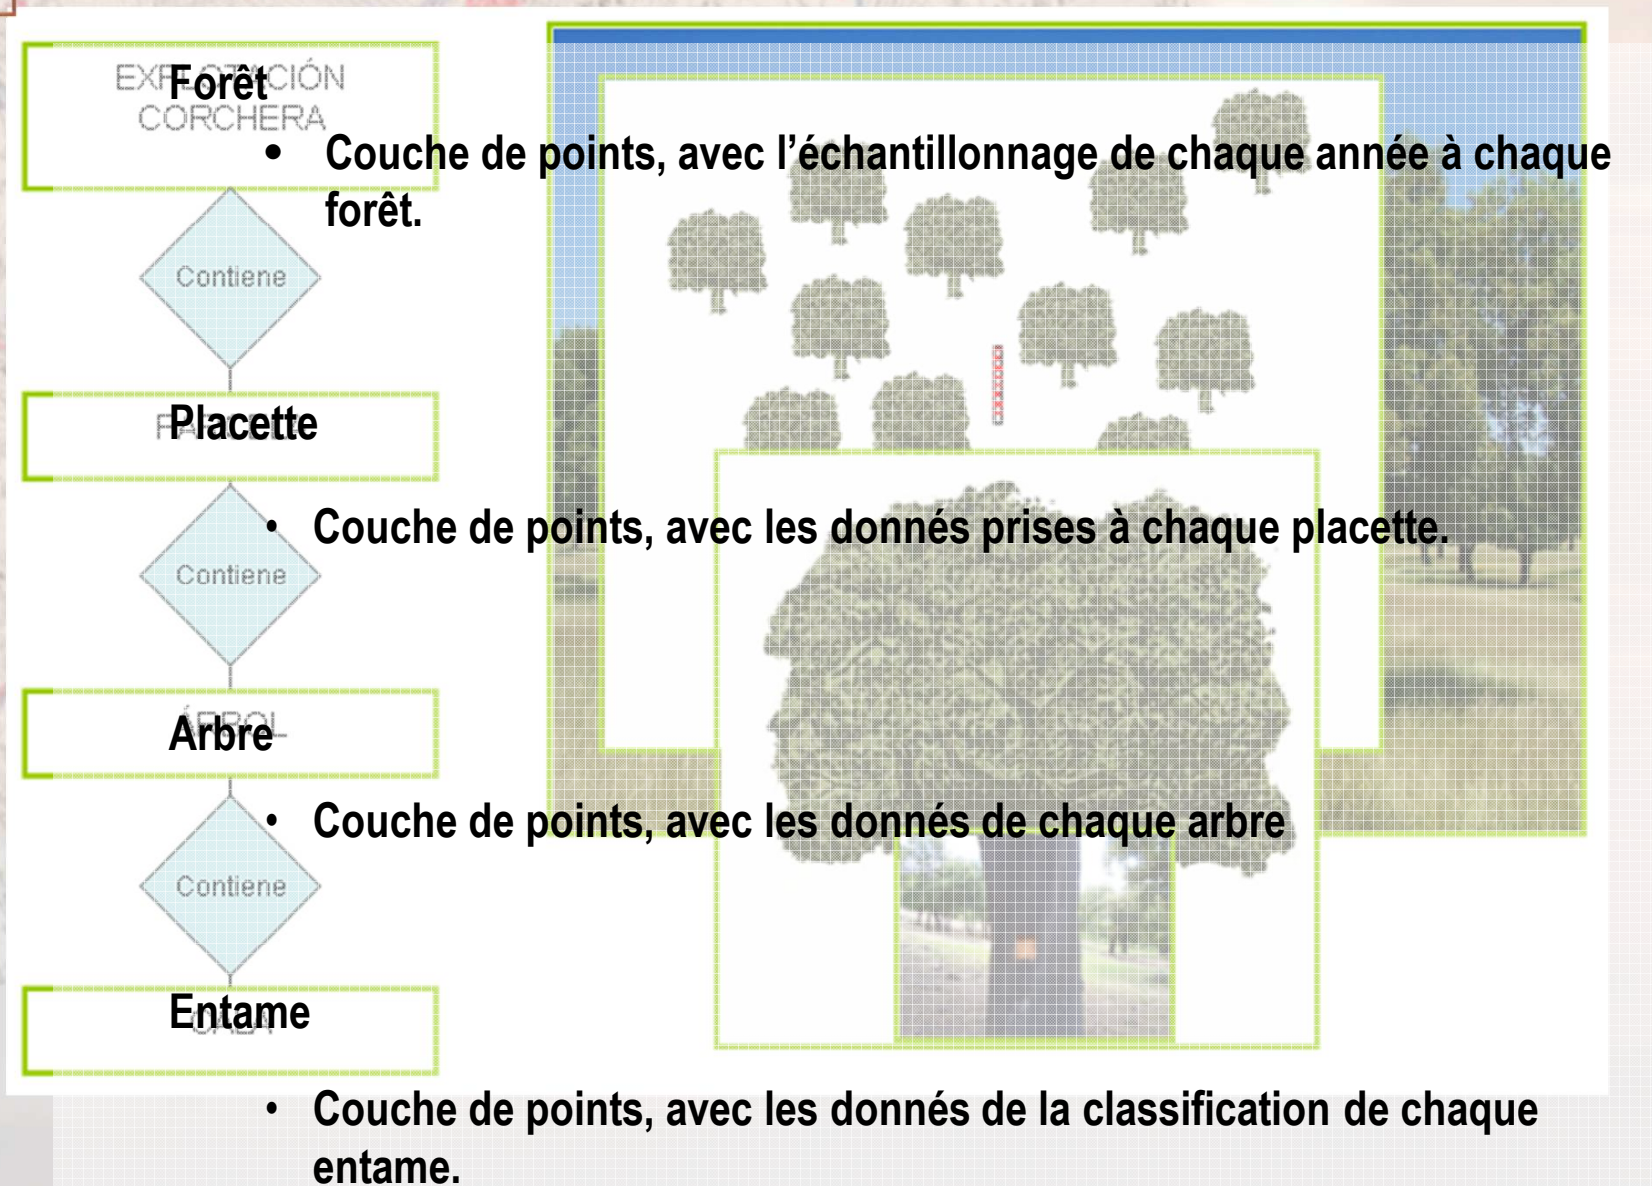 EXPLOTACIÓN
CORCHERA
Forêt
• Couche de points, avec l’échantillonnage de chaque année à chaque
forêt.
Contiene
Placette
• Couche de points, avec les donnés prises à chaque placette.
Contiene
ÁRBOL
Arbre
• Couche de points, avec les donnés de chaque arbre
Contiene
Entame
CALA
• Couche de points, avec les donnés de la classification de chaque
entame.